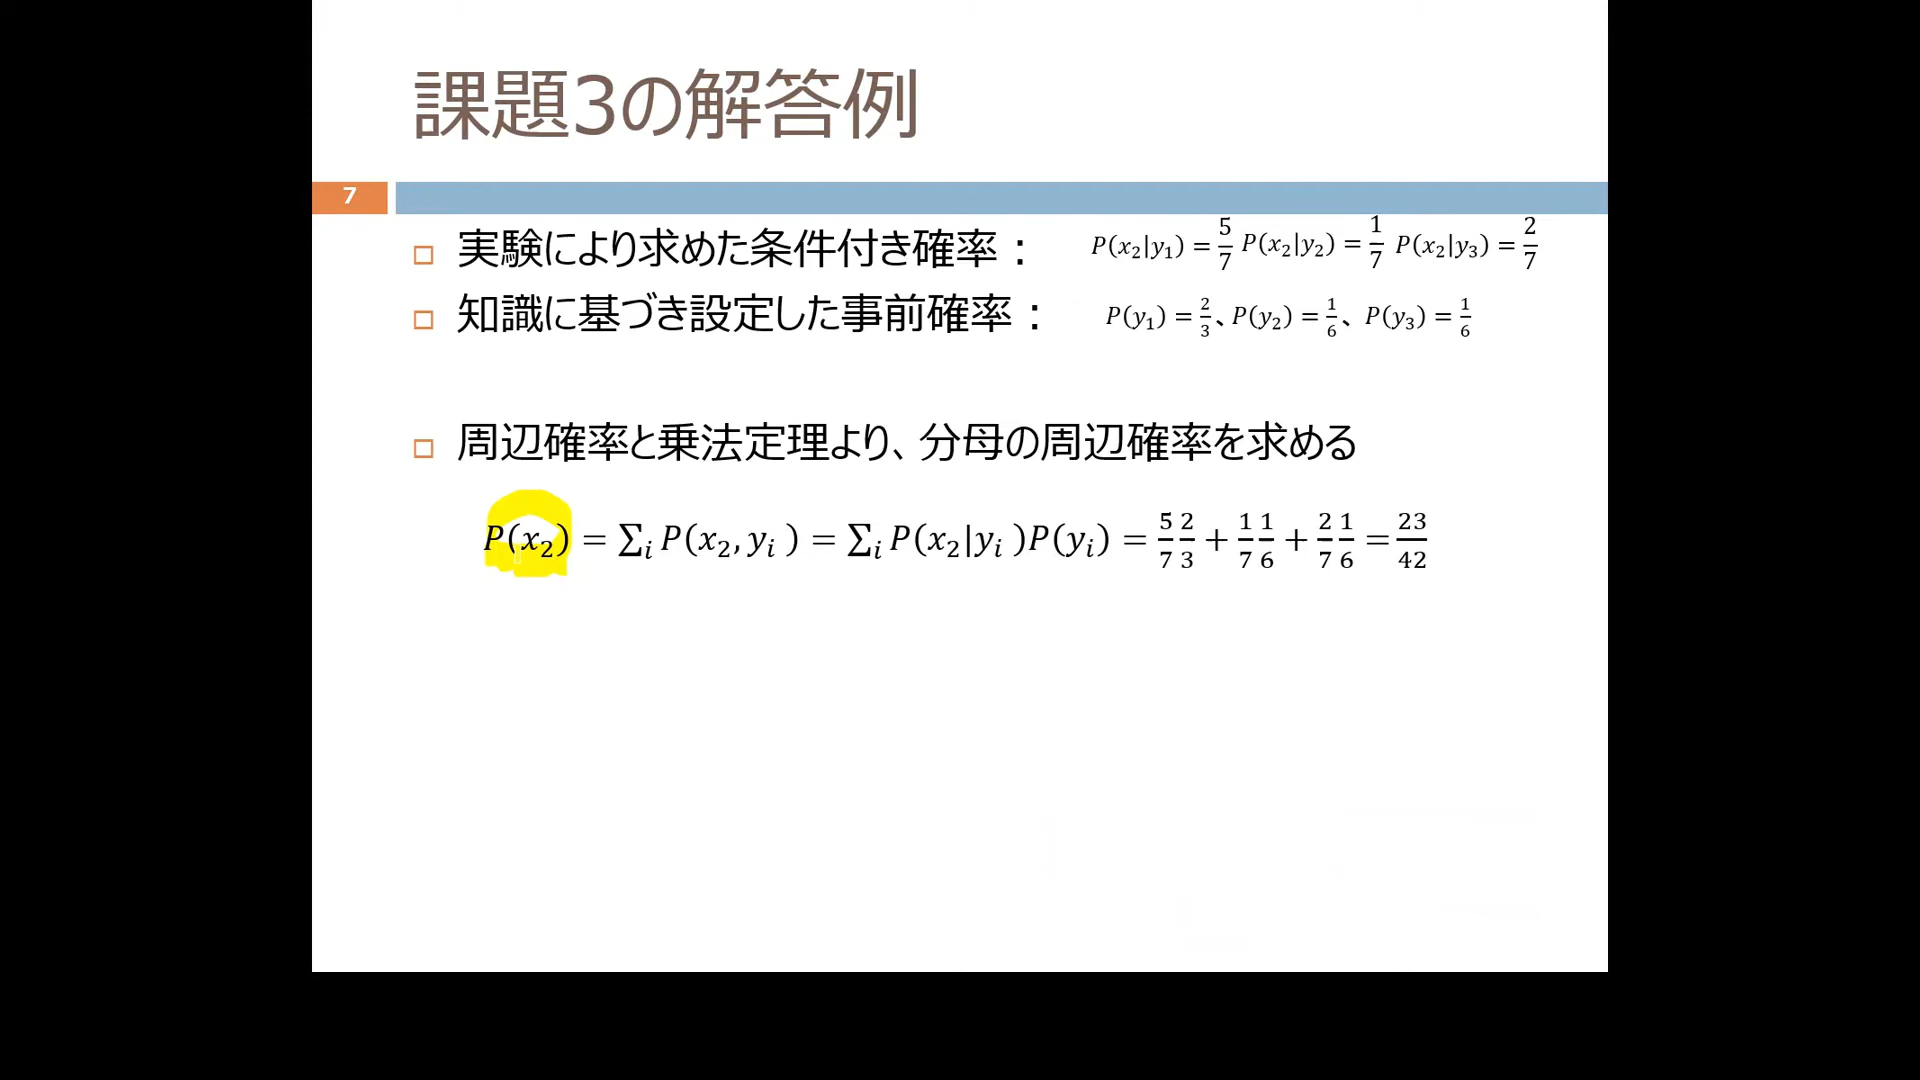 課題3の解答例
7
実験により求めた条件付き確率： P(x₂|y₁) = 5/7 P(x₂|y₂) = 1/7 P(x₂|y₃) = 2/7
知識に基づき設定した事前確率： P(y₁) = 2/3、P(y₂) = 1/6、 P(y₃) = 1/6
周辺確率と乗法定理より、分母の周辺確率を求める
P(x₂) = ∑ᵢ P(x₂, yᵢ ) = ∑ᵢ P(x₂|yᵢ )P(yᵢ) = 5/7 2/3 + 1/7 1/6 + 2/7 1/6 = 23/42